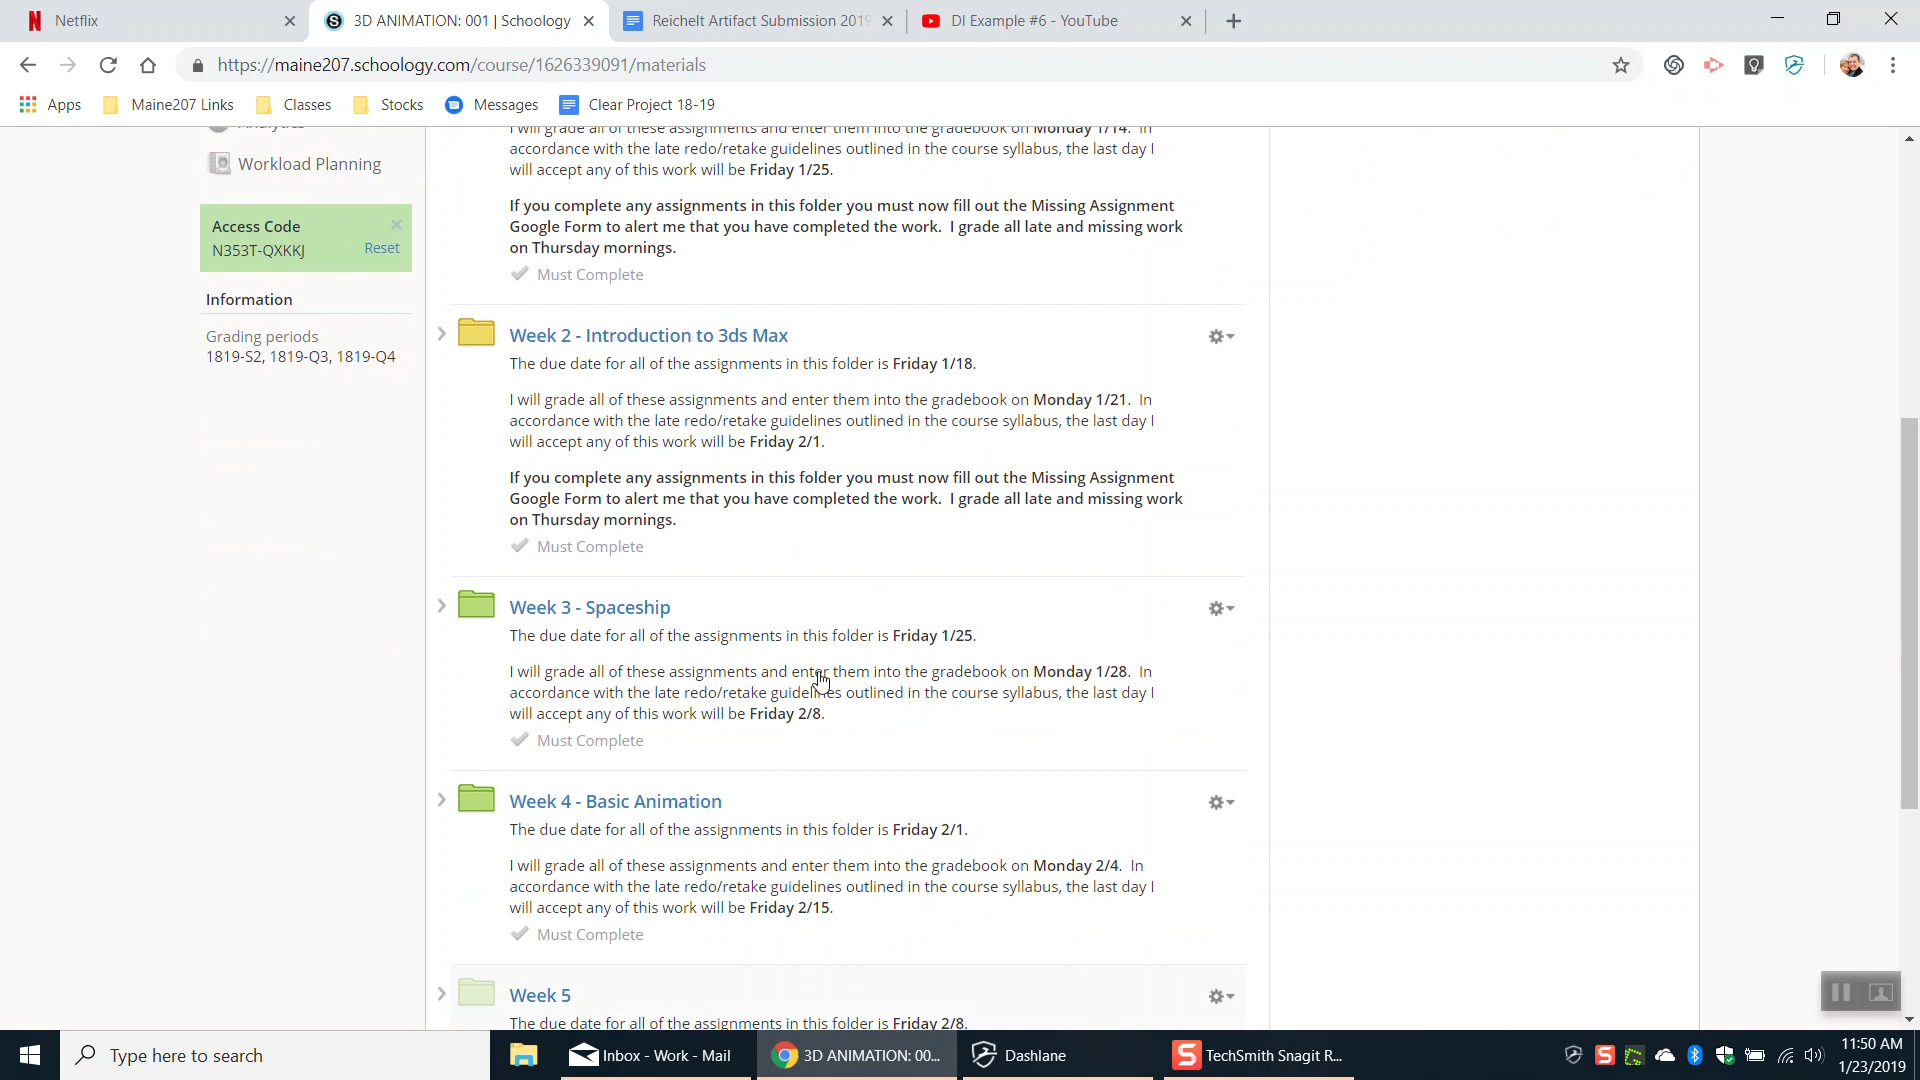 Netflix
3D ANIMATION: 001 | Schoology
Reichelt Artifact Submission 2019
DI Example #6 - YouTube
https://maine207.schoology.com/course/1626339091/materials
Apps
Maine207 Links
Classes
Stocks
Messages
Clear Project 18-19
Analytics
Workload Planning
Access Code
N353T-QXKKJ
Reset
Information
Grading periods
1819-S2, 1819-Q3, 1819-Q4
I will grade all of these assignments and enter them into the gradebook on Monday 1/14. In
accordance with the late redo/retake guidelines outlined in the course syllabus, the last day I
will accept any of this work will be Friday 1/25.
If you complete any assignments in this folder you must now fill out the Missing Assignment
Google Form to alert me that you have completed the work. I grade all late and missing work
on Thursday mornings.
Must Complete
Week 2 - Introduction to 3ds Max
The due date for all of the assignments in this folder is Friday 1/18.
I will grade all of these assignments and enter them into the gradebook on Monday 1/21. In
accordance with the late redo/retake guidelines outlined in the course syllabus, the last day I
will accept any of this work will be Friday 2/1.
If you complete any assignments in this folder you must now fill out the Missing Assignment
Google Form to alert me that you have completed the work. I grade all late and missing work
on Thursday mornings.
Must Complete
Week 3 - Spaceship
The due date for all of the assignments in this folder is Friday 1/25.
I will grade all of these assignments and enter them into the gradebook on Monday 1/28. In
accordance with the late redo/retake guidelines outlined in the course syllabus, the last day I
will accept any of this work will be Friday 2/8.
Must Complete
Week 4 - Basic Animation
The due date for all of the assignments in this folder is Friday 2/1.
I will grade all of these assignments and enter them into the gradebook on Monday 2/4. In
accordance with the late redo/retake guidelines outlined in the course syllabus, the last day I
will accept any of this work will be Friday 2/15.
Must Complete
Week 5
The due date for all of the assignments in this folder is Friday 2/8.
Type here to search
Inbox - Work - Mail
3D ANIMATION: 00...
Dashlane
TechSmith Snagit R...
11:50 AM
1/23/2019